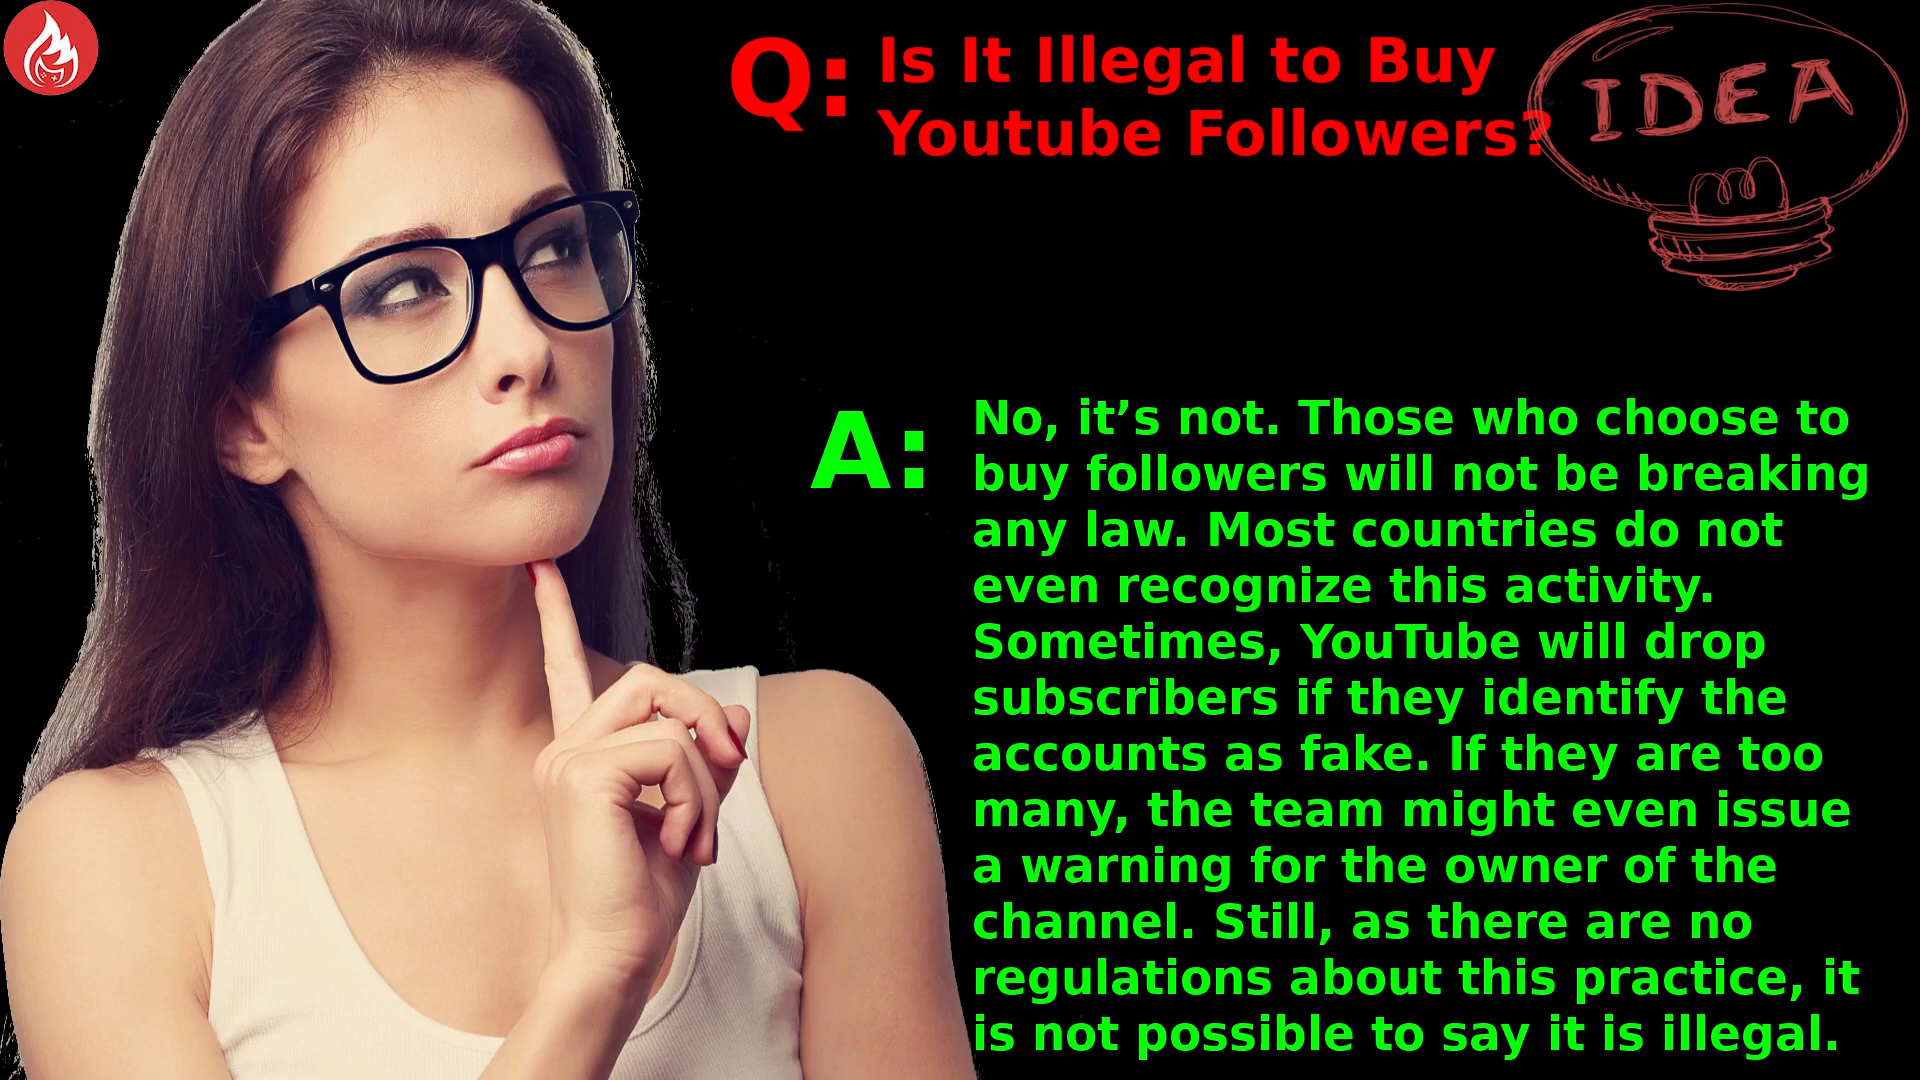 Q: Is It Illegal to Buy
Youtube Followers?
IDEA
A: No, it’s not. Those who choose to
buy followers will not be breaking
any law. Most countries do not
even recognize this activity.
Sometimes, YouTube will drop
subscribers if they identify the
accounts as fake. If they are too
many, the team might even issue
a warning for the owner of the
channel. Still, as there are no
regulations about this practice, it
is not possible to say it is illegal.